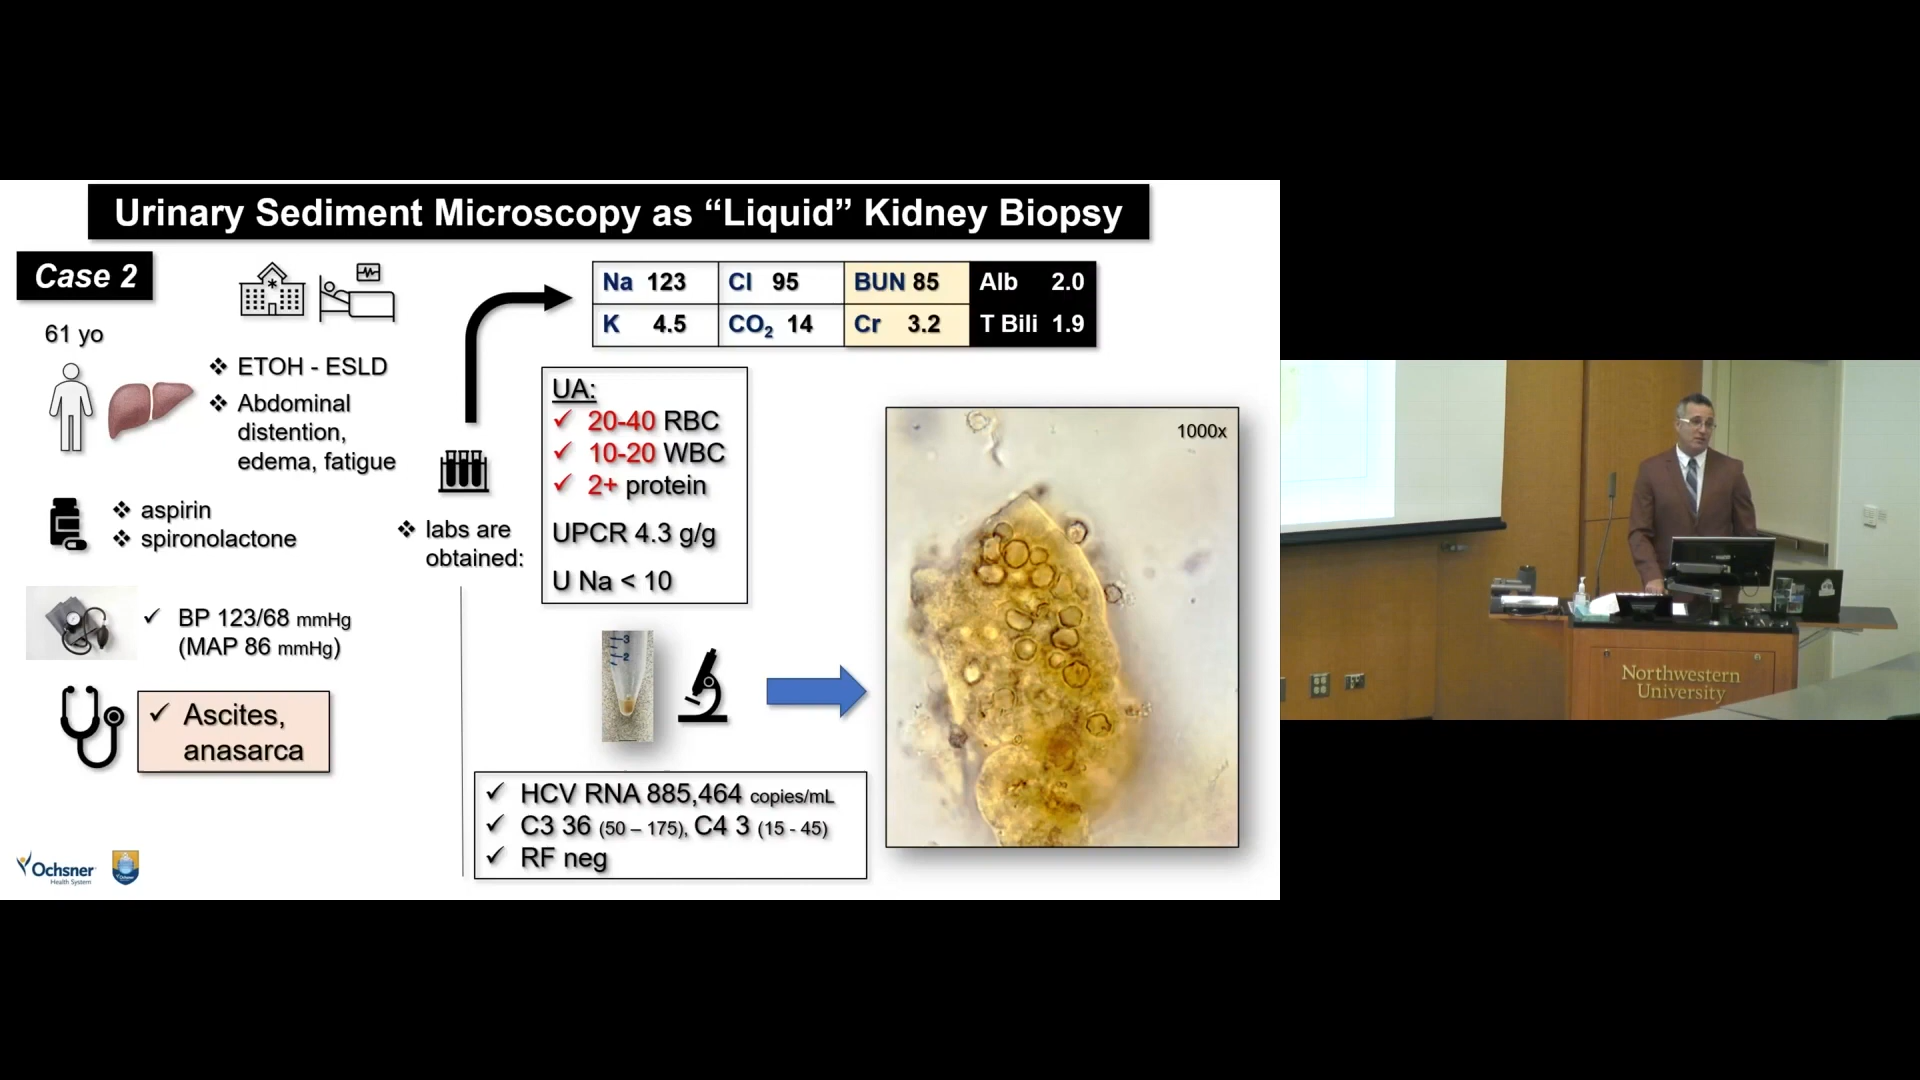 Urinary Sediment Microscopy as “Liquid” Kidney Biopsy
Case 2
61 yo
❖ ETOH - ESLD
❖ Abdominal
distention,
edema, fatigue
❖ aspirin
❖ spironolactone
✓ BP 123/68 mmHg
(MAP 86 mmHg)
✓ Ascites,
anasarca
❖ labs are
obtained:
Na 123 Cl 95 BUN 85 Alb 2.0
K 4.5 CO₂ 14 Cr 3.2 T Bili 1.9
UA:
✓ 20-40 RBC
✓ 10-20 WBC
✓ 2+ protein
UPCR 4.3 g/g
U Na < 10
3
2
1000x
✓ HCV RNA 885,464 copies/mL
✓ C3 36 (50 – 175), C4 3 (15 - 45)
✓ RF neg
Ochsner
Health System
Northwestern
University